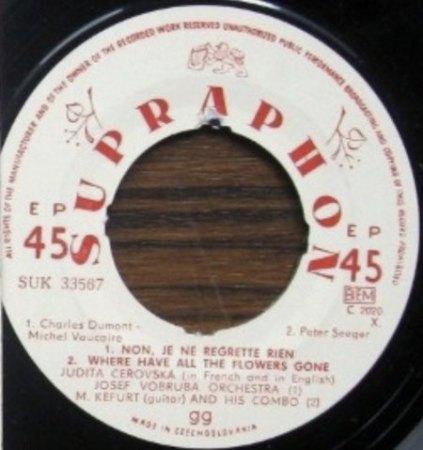 ALL RIGHTS OF THE MANUFACTURER AND OF THE OWNER OF THE RECORDED WORK RESERVED UNAUTHORIZED PUBLIC PERFORMANCE BROADCASTING AND COPYING OF THIS RECORD PROHIBITED
SUPRAPHON
EP EP
45 45
SUK 33567
BIEM
C 2020
X.
1. Charles Dumont - 2. Peter Seeger
Michel Vaucaire
1. NON, JE NE REGRETTE RIEN
2. WHERE HAVE ALL THE FLOWERS GONE
JUDITA ČEROVSKÁ (in French and in English)
JOSEF VOBRUBA ORCHESTRA (1)
M. KEFURT (guitar) AND HIS COMBO (2)
gg
MADE IN CZECHOSLOVAKIA